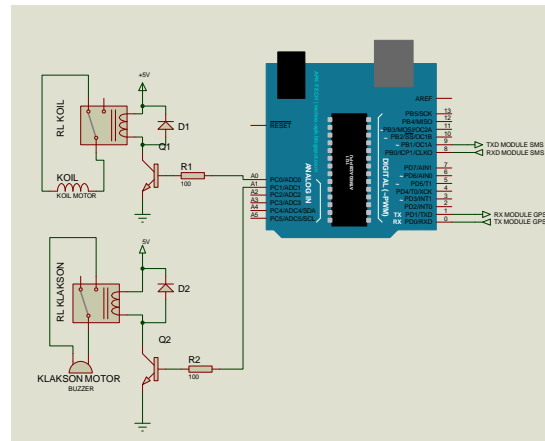 +5V
RL KOIL
D1
Q1
KOIL
KOIL MOTOR
R1
100
5V
RL KLAKSON
D2
Q2
KLAKSON MOTOR
BUZZER
R2
100
RESET
A0
A1
A2
A3
A4
A5
PC0/ADC0
PC1/ADC1
PC2/ADC2
PC3/ADC3
PC4/ADC4/SDA
PC5/ADC5/SCL
ANALOG IN
DIGITAL (~PWM)
AREF
PB5/SCK 13
PB4/MISO 12
~PB3/MOSI/OC2A 11
~PB2/SS/OC1B 10
~PB1/OC1A 9
PB0/ICP1/CLKO 8
PD7/AIN1 7
~PD6/AIN0 6
~PD5/T1 5
PD4/T0/XCK 4
~PD3/INT1 3
PD2/INT0 2
TX PD1/TXD 1
RX PD0/RXD 0
TXD MODULE SMS
RXD MODULE SMS
RX MODULE GPS
TX MODULE GPS